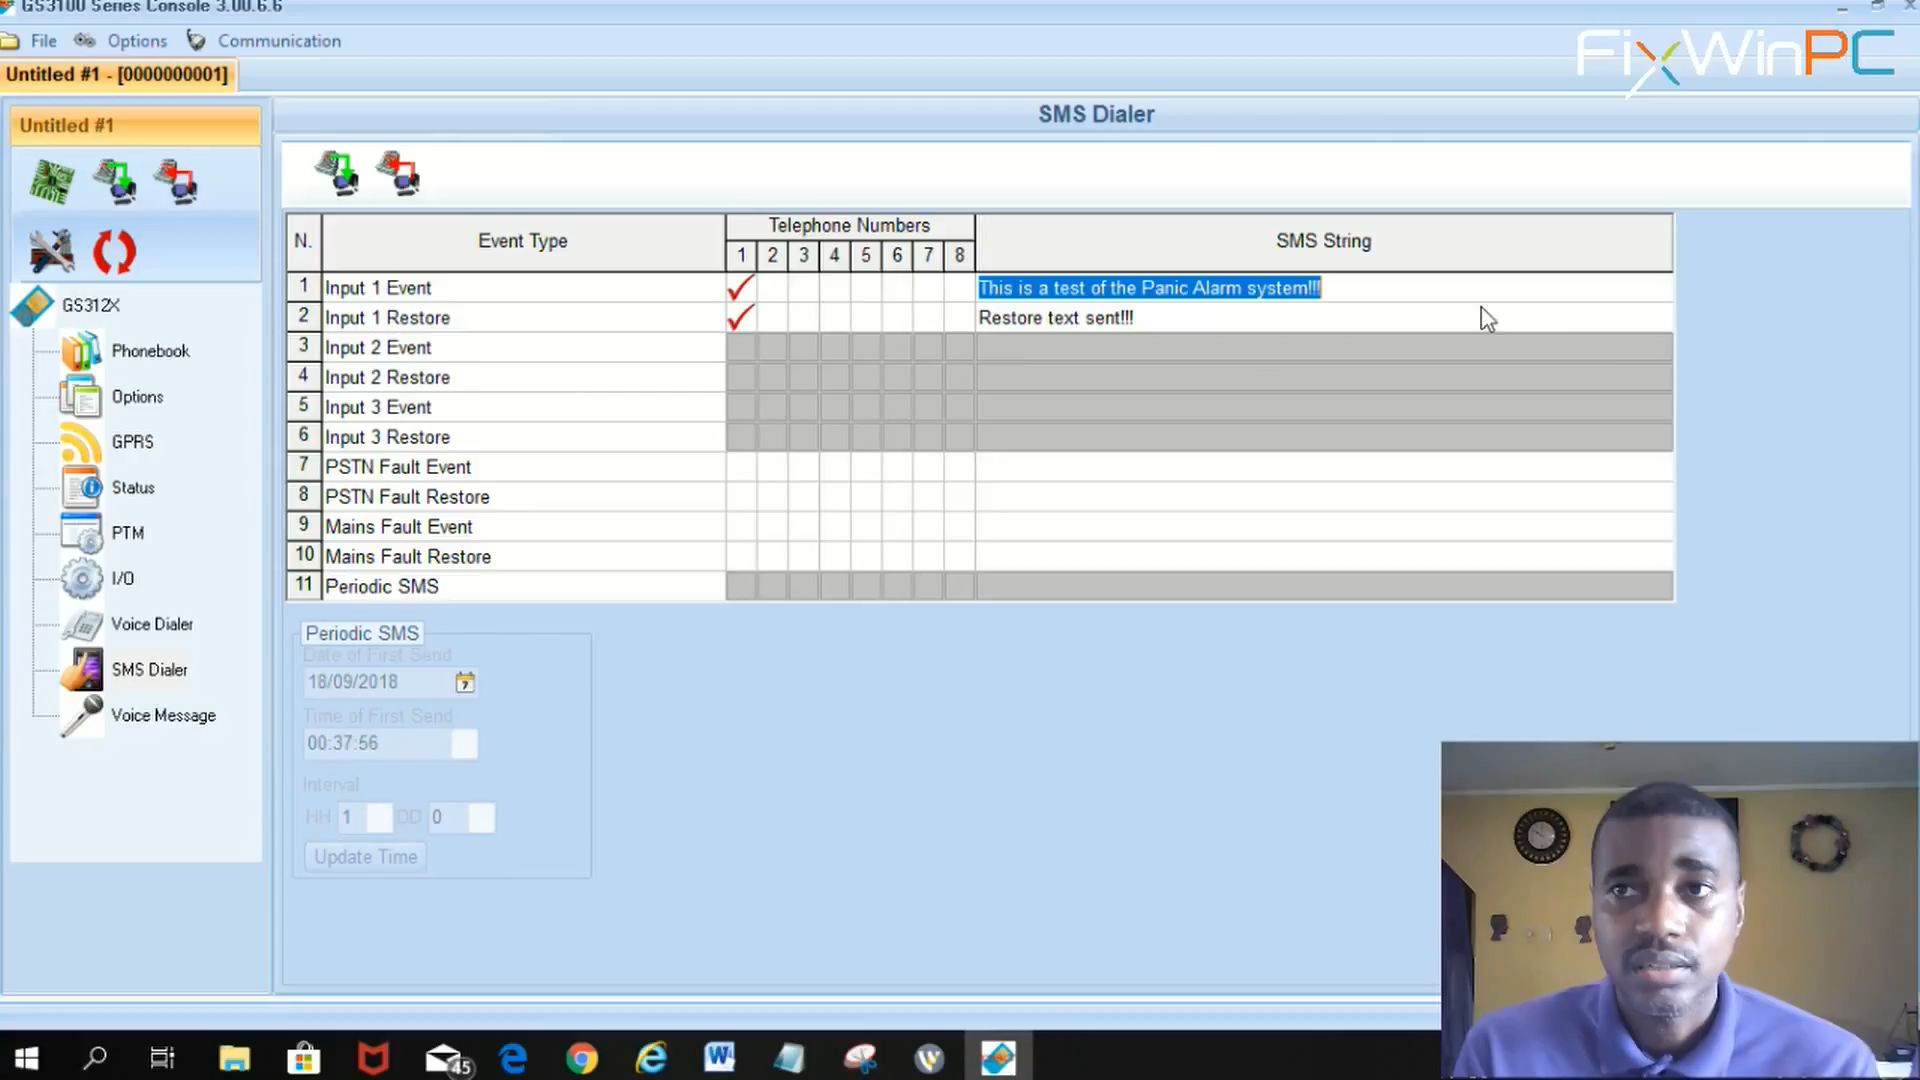 GS3100 Series Console 3.00.6.6
File Options Communication
FixWinPC
Untitled #1 - [0000000001]
Untitled #1
SMS Dialer
N. Event Type Telephone Numbers SMS String
1 2 3 4 5 6 7 8
1 Input 1 Event This is a test of the Panic Alarm system!!!
2 Input 1 Restore Restore text sent!!!
3 Input 2 Event
4 Input 2 Restore
5 Input 3 Event
6 Input 3 Restore
7 PSTN Fault Event
8 PSTN Fault Restore
9 Mains Fault Event
10 Mains Fault Restore
11 Periodic SMS
GS312X
Phonebook
Options
GPRS
Status
PTM
I/O
Voice Dialer
SMS Dialer
Voice Message
Periodic SMS
Date of First Send
18/09/2018 7
Time of First Send
00:37:56
Interval
HH 1 DD 0
Update Time
45
W